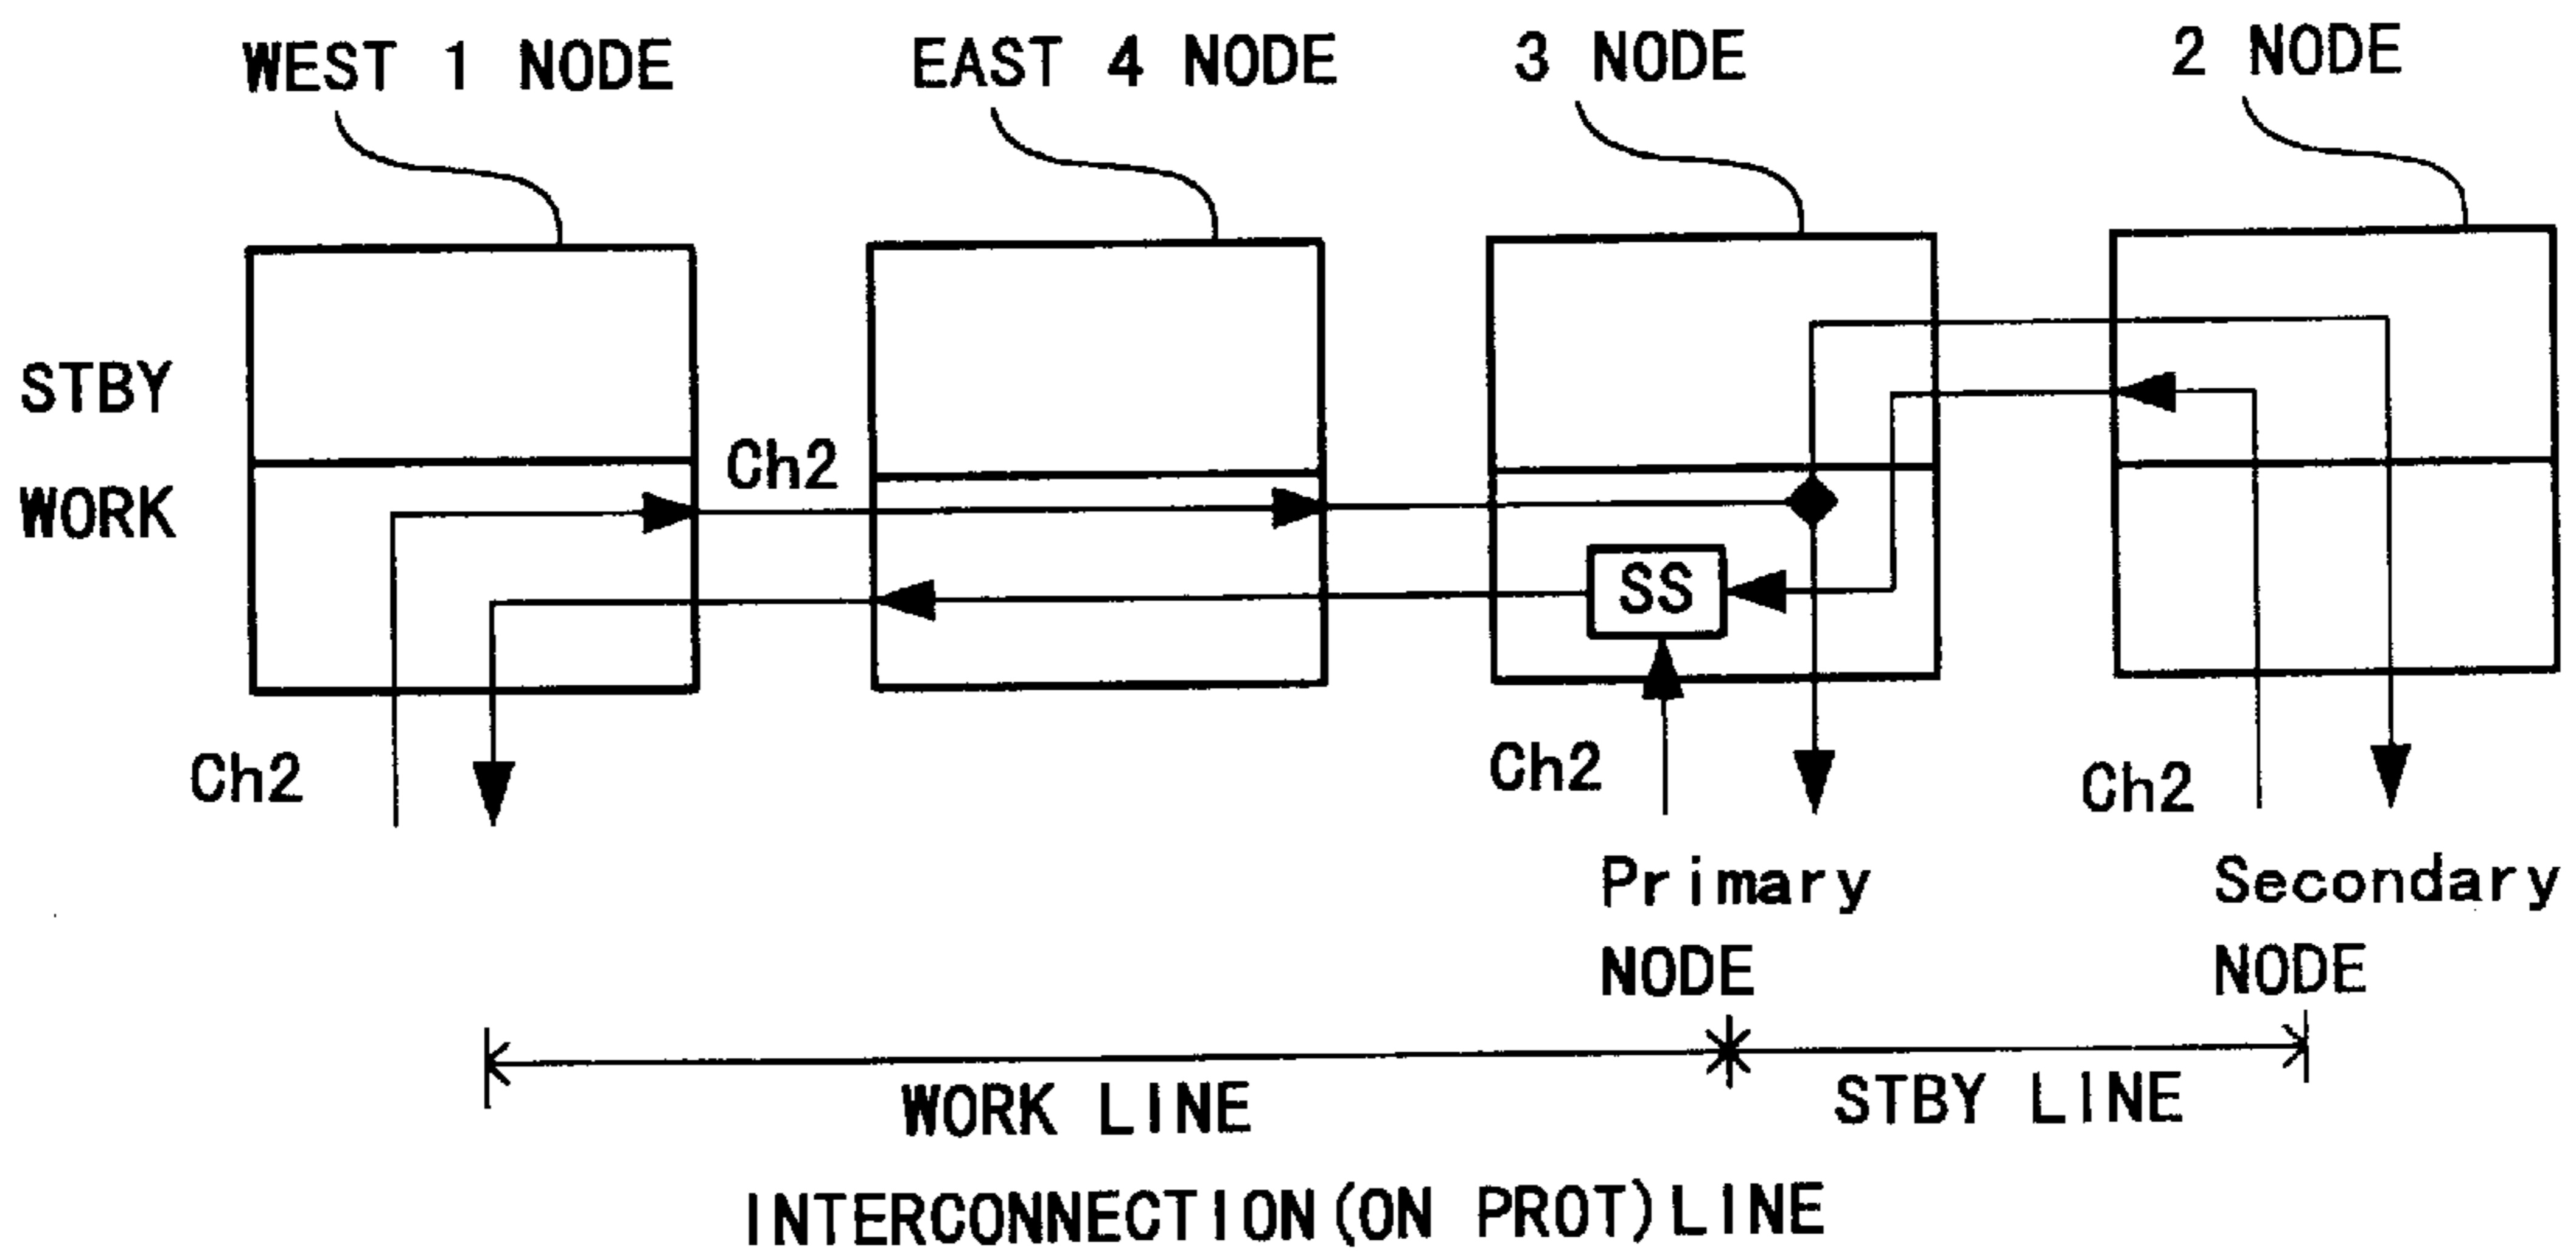 WEST 1 NODE
EAST 4 NODE
3 NODE
2 NODE
STBY
WORK
Ch2
SS
Ch2
Ch2
Ch2
Primary
NODE
Secondary
NODE
WORK LINE
STBY LINE
INTERCONNECTION(ON PROT)LINE